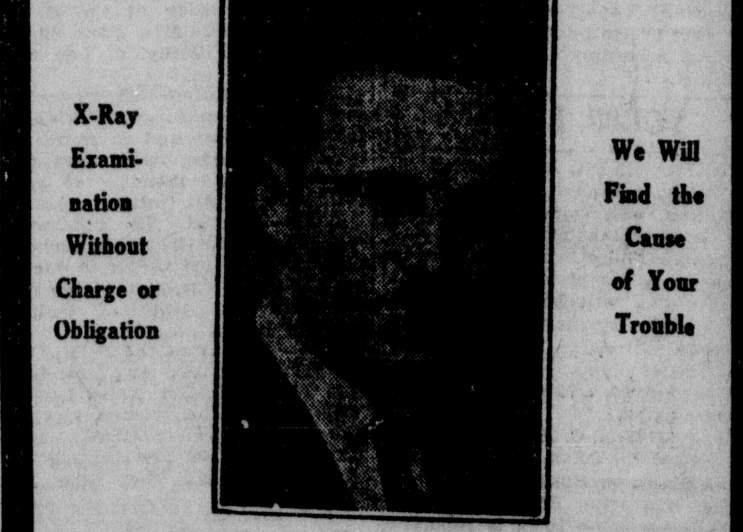 X-Ray
Exami-
nation
Without
Charge or
Obligation
We Will
Find the
Cause
of Your
Trouble